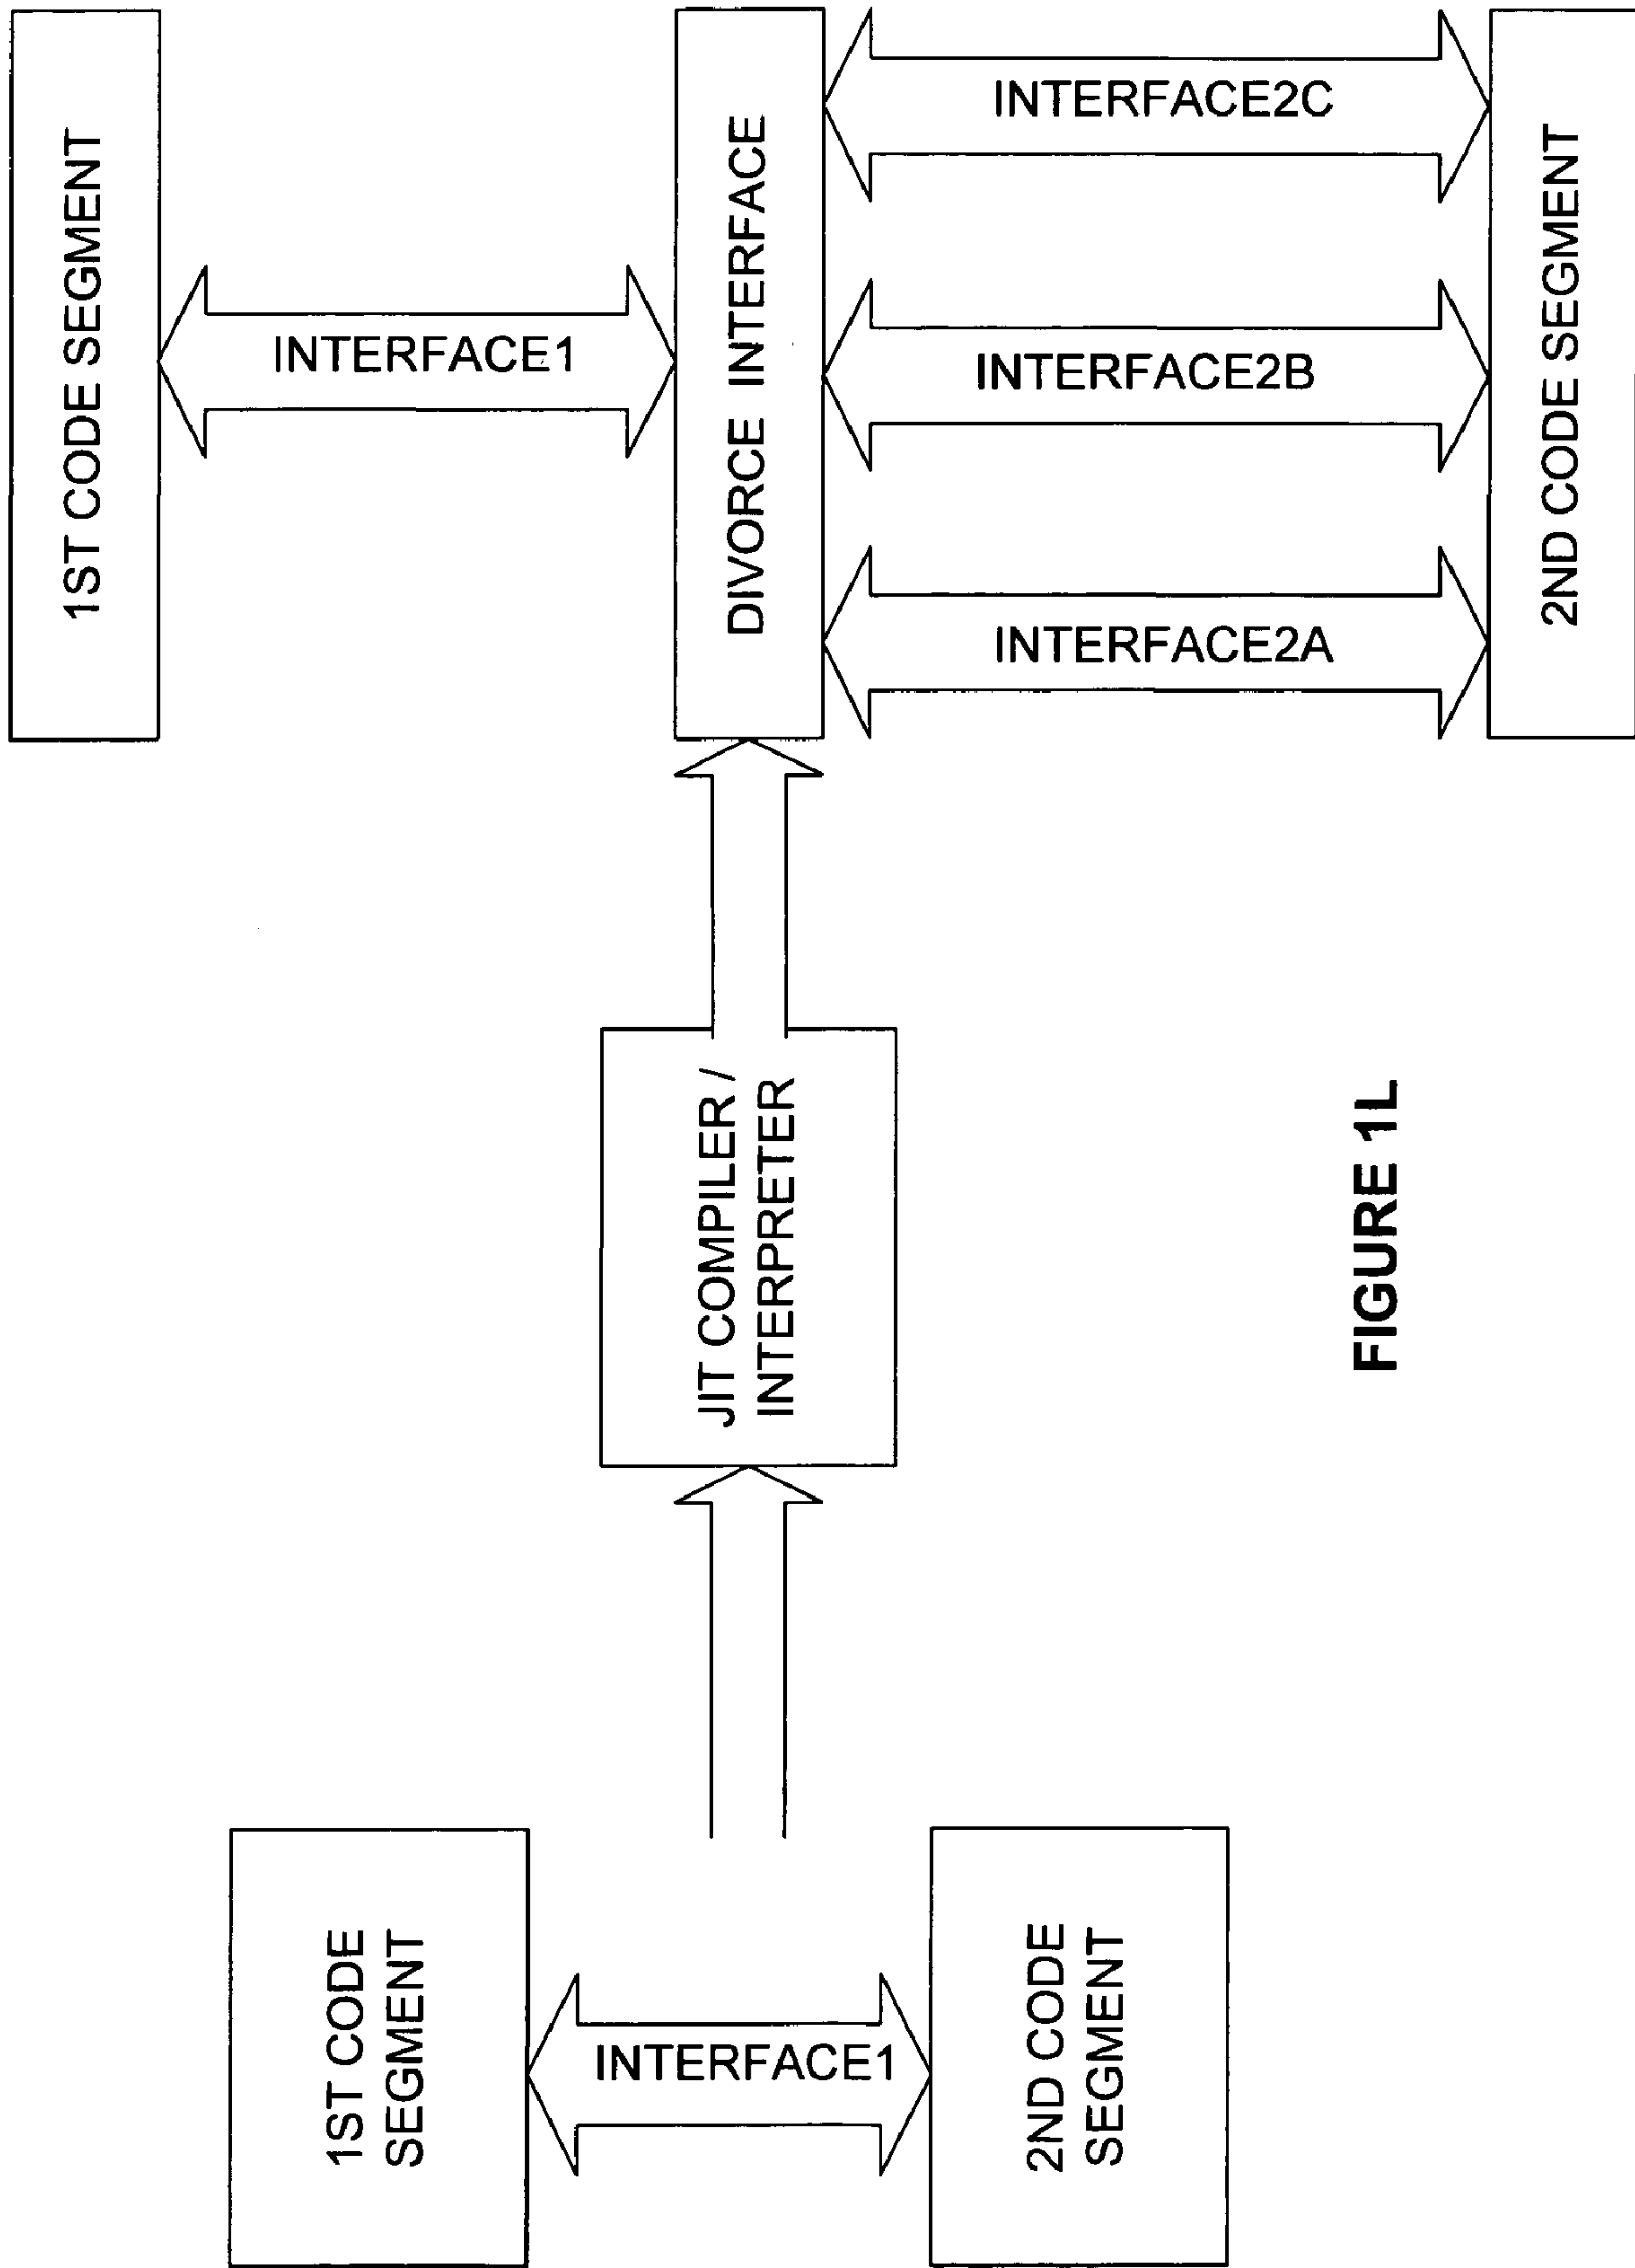 1ST CODE
SEGMENT
INTERFACE1
2ND CODE
SEGMENT
JIT COMPILER /
INTERPRETER
1ST CODE SEGMENT
INTERFACE1
DIVORCE INTERFACE
INTERFACE2A
INTERFACE2B
INTERFACE2C
2ND CODE SEGMENT
FIGURE 1L